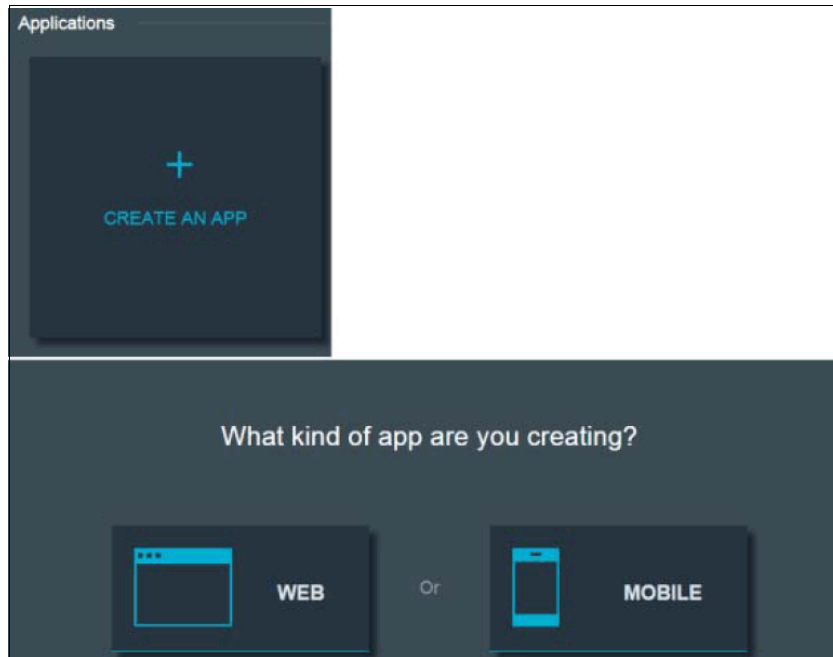 Applications
CREATE AN APP
What kind of app are you creating?
WEB
Or
MOBILE